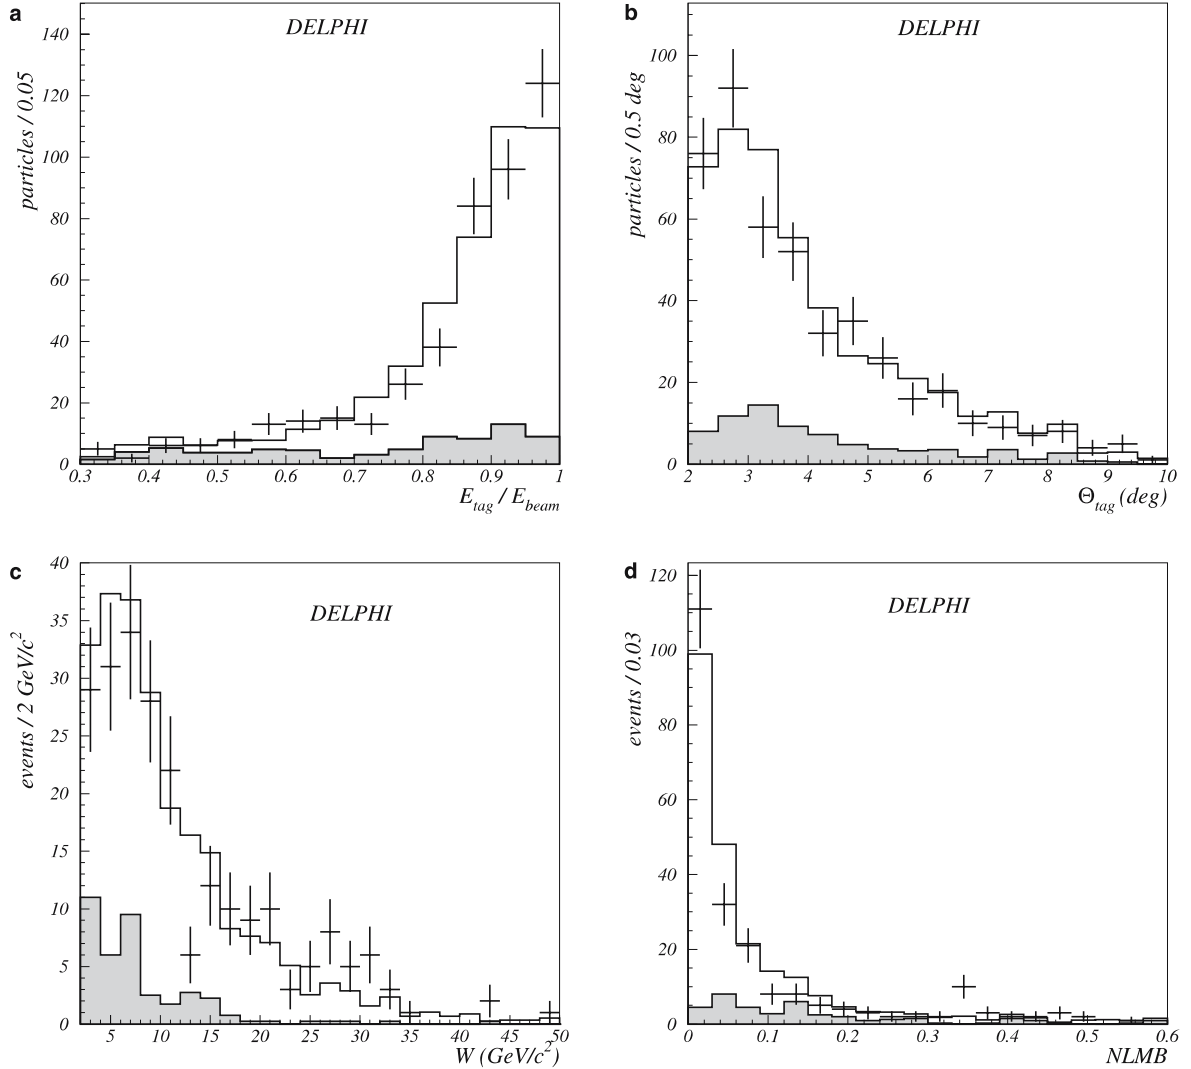 a
DELPHI
particles / 0.05
140
120
100
80
60
40
20
0
0.3 0.4 0.5 0.6 0.7 0.8 0.9 1
E_tag / E_beam
b
DELPHI
particles / 0.5 deg
100
80
60
40
20
0
2 3 4 5 6 7 8 9 10
Θ_tag (deg)
c
DELPHI
events / 2 GeV/c²
40
35
30
25
20
15
10
5
0
5 10 15 20 25 30 35 40 45 50
W (GeV/c²)
d
DELPHI
events / 0.03
120
100
80
60
40
20
0
0 0.1 0.2 0.3 0.4 0.5 0.6
NLMB